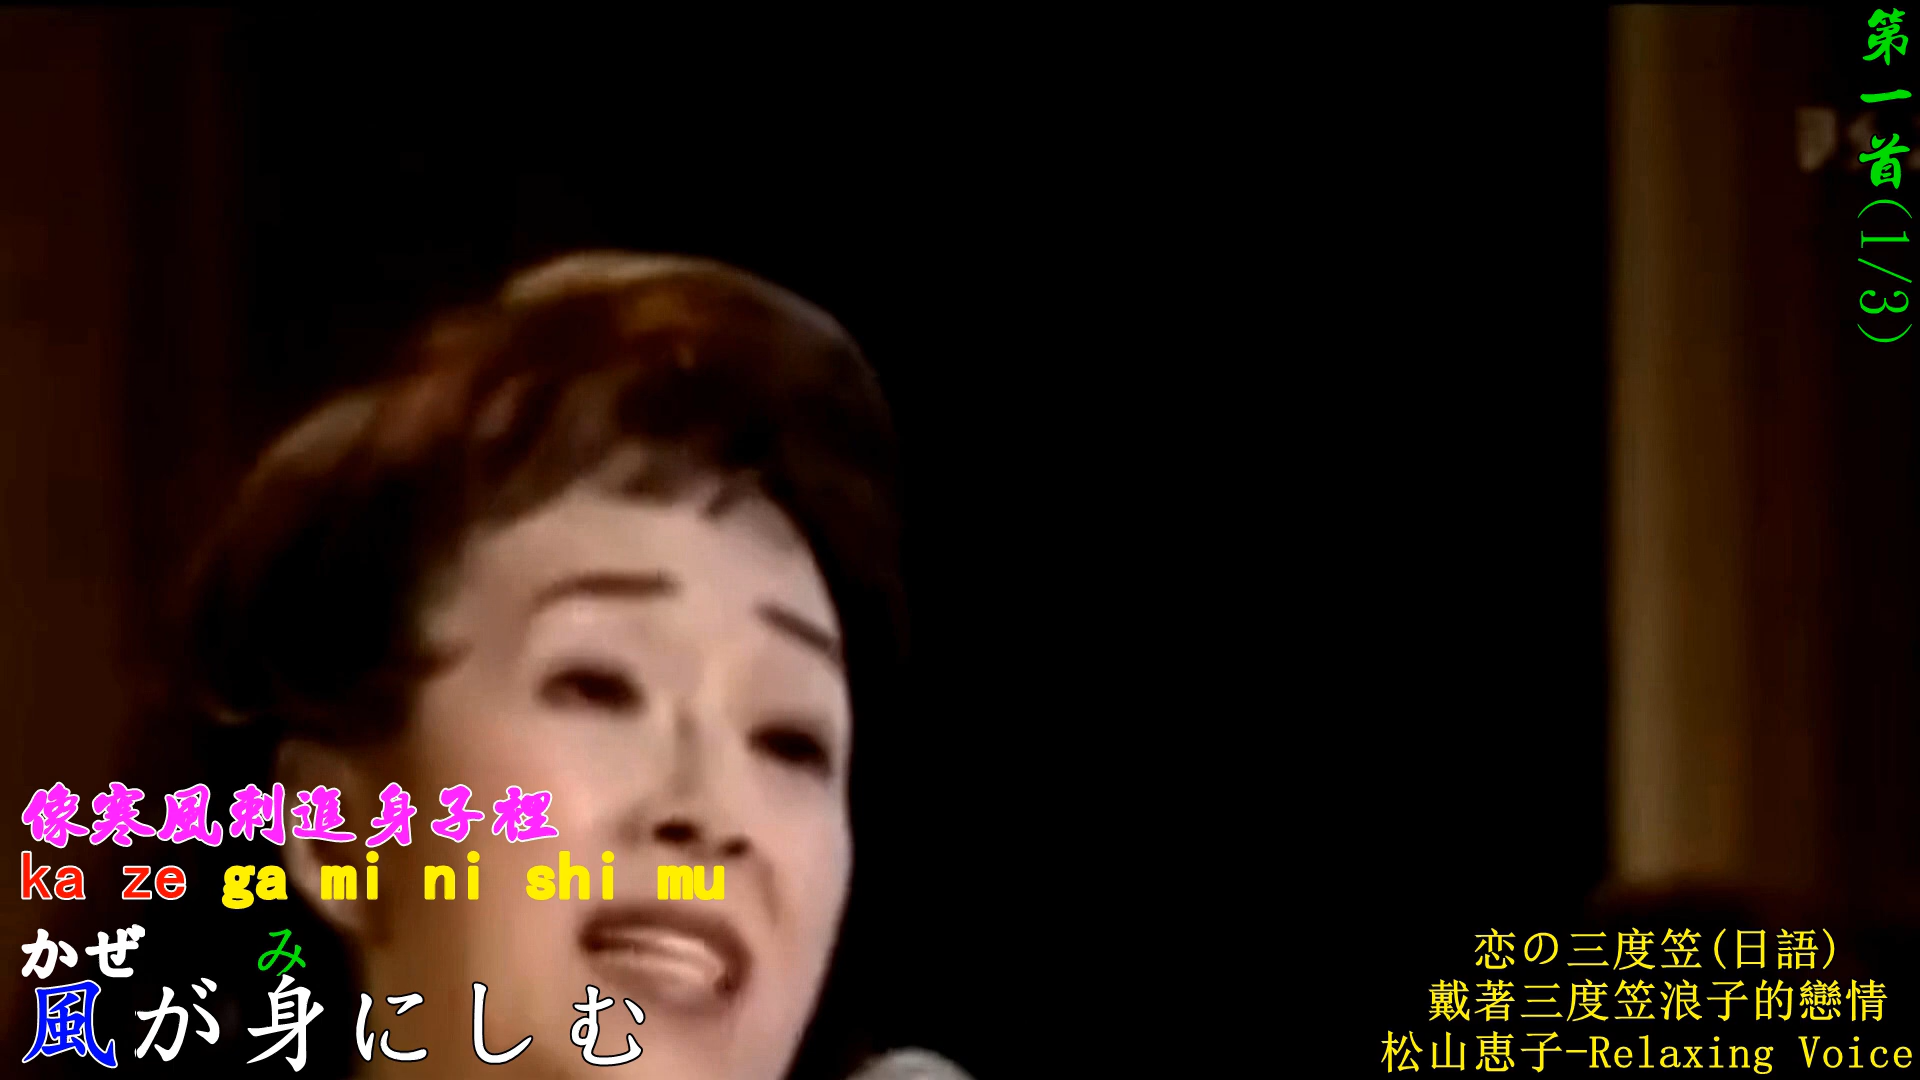 第一首(1/3)
像寒風刺進身子裡
ka ze ga mi ni shi mu
かぜ み
風が身にしむ
恋の三度笠(日語)
戴著三度笠浪子的戀情
松山恵子-Relaxing Voice